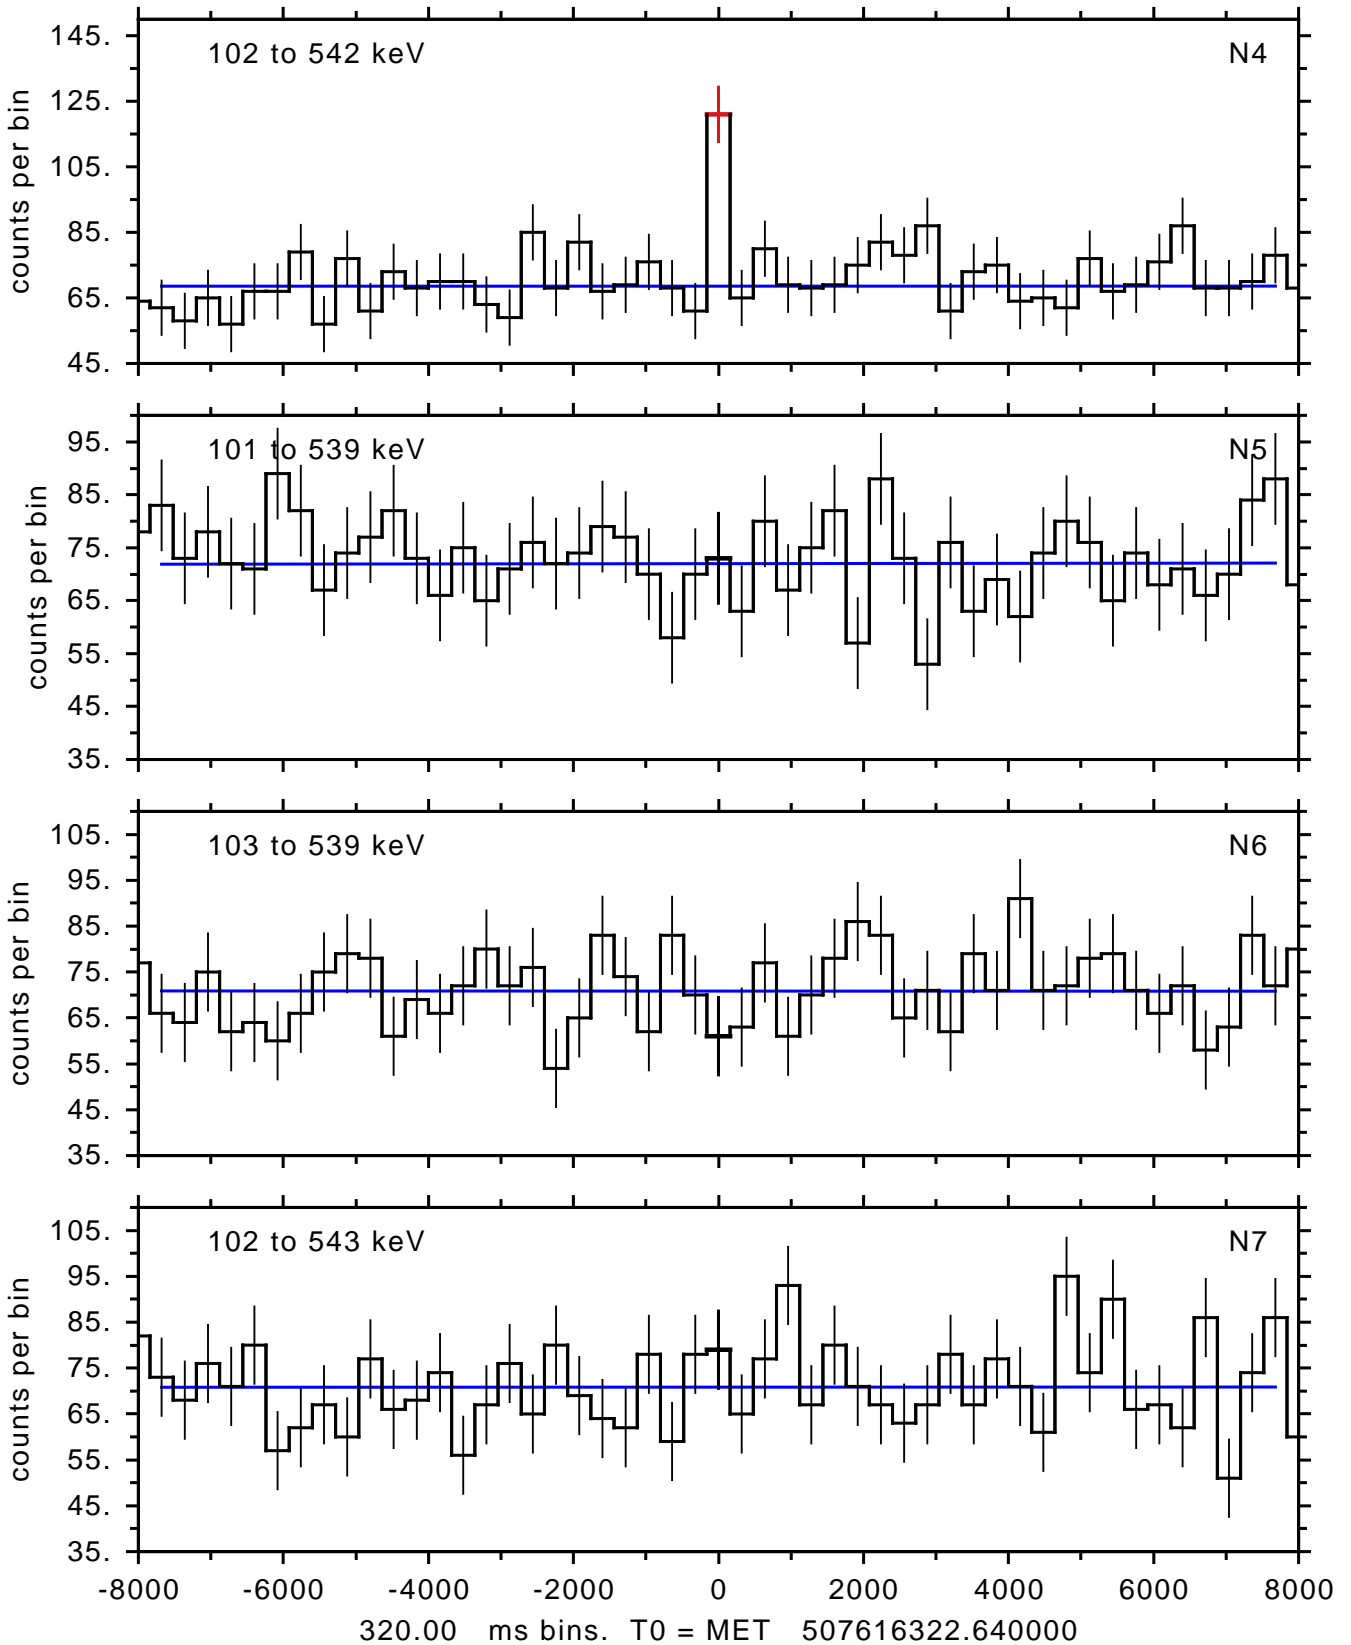 102 to 542 keV N4
145.
125.
105.
85.
65.
45.
counts per bin
101 to 539 keV N5
95.
85.
75.
65.
55.
45.
35.
counts per bin
103 to 539 keV N6
105.
95.
85.
75.
65.
55.
45.
35.
counts per bin
102 to 543 keV N7
105.
95.
85.
75.
65.
55.
45.
35.
counts per bin
-8000 -6000 -4000 -2000 0 2000 4000 6000 8000
320.00 ms bins. T0 = MET 507616322.640000